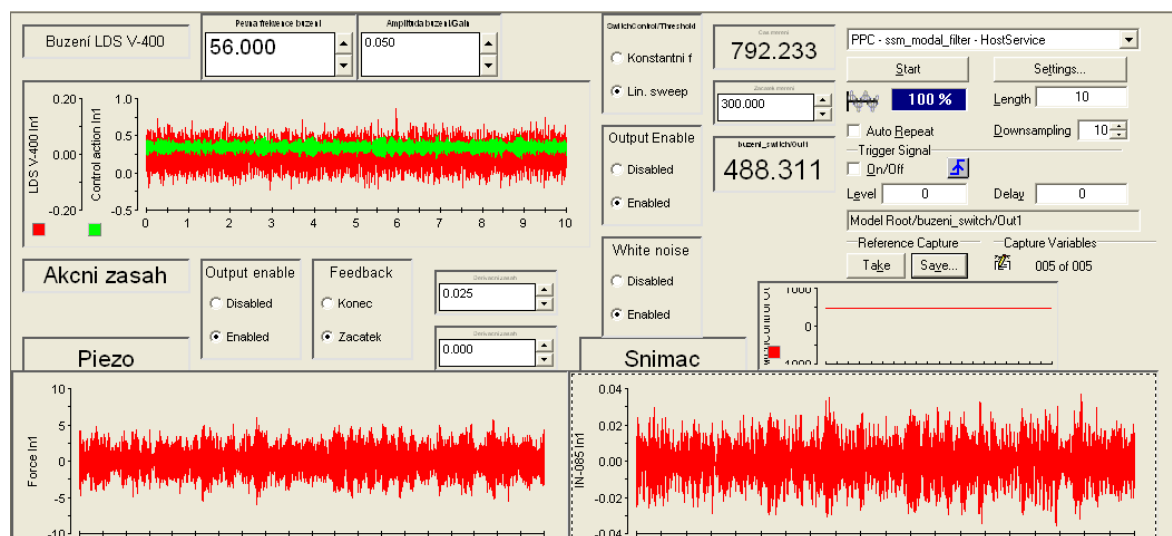 Buzení LDS V-400
Pevna frekvence buzeni
56.000
Amplituda buzeni/Gain
0.050
SwitchControl/Threshold
Konstantni f
Lin. sweep
Cas mereni
792.233
Zacatek mereni
300.000
buzeni_switch/Out1
488.311
PPC - ssm_modal_filter - HostService
Start
Settings...
100 %
Length
10
Auto Repeat
Downsampling
10
Trigger Signal
On/Off
Level
0
Delay
0
Model Root/buzeni_switch/Out1
Reference Capture
Capture Variables
Take
Save...
005 of 005
LDS V-400 In1
0.20
0.00
-0.20
Control action In1
1.0
0.5
0.0
-0.5
0 1 2 3 4 5 6 7 8 9 10
Output Enable
Disabled
Enabled
White noise
Disabled
Enabled
Akcni zasah
Output enable
Disabled
Enabled
Feedback
Konec
Zacatek
0.025
0.000
1000
0
-1000
Piezo
Snimac
Force In1
10
5
0
-5
-10
IN-085 In1
0.04
0.02
0.00
-0.02
-0.04